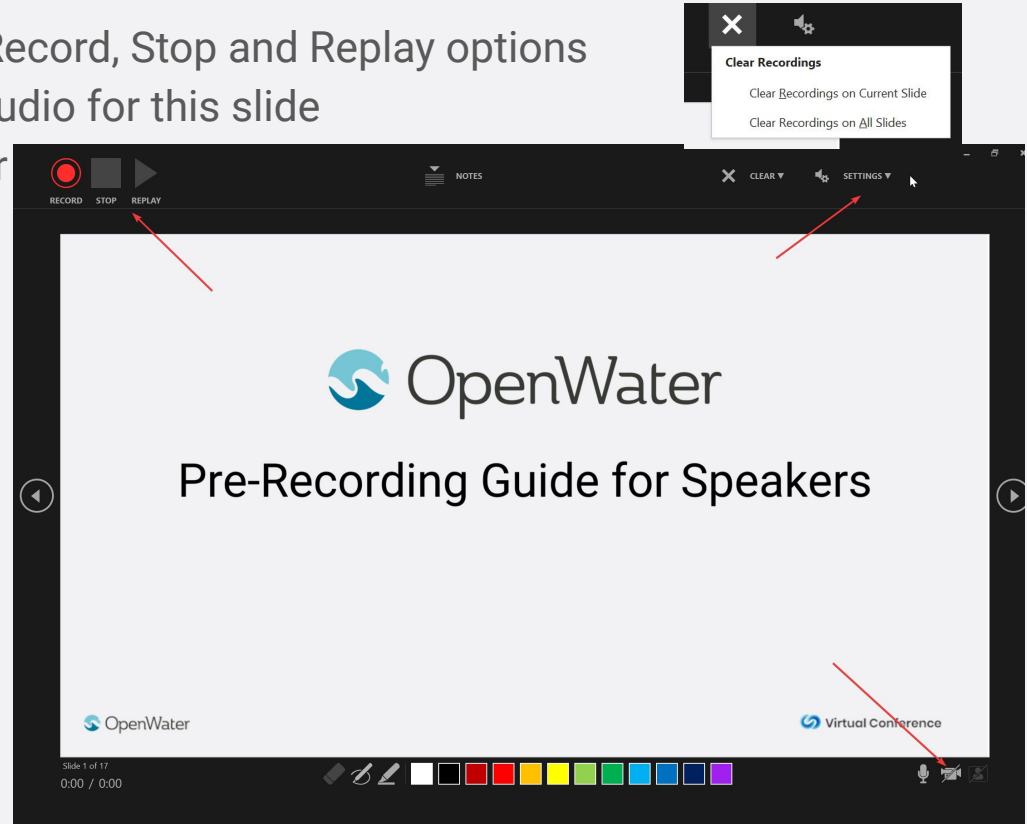 Record, Stop and Replay options
udio for this slide
Clear Recordings
Clear Recordings on Current Slide
Clear Recordings on All Slides
RECORD STOP REPLAY
NOTES
CLEAR
SETTINGS
OpenWater
Pre-Recording Guide for Speakers
OpenWater
Virtual Conference
Slide 1 of 17
0:00 / 0:00